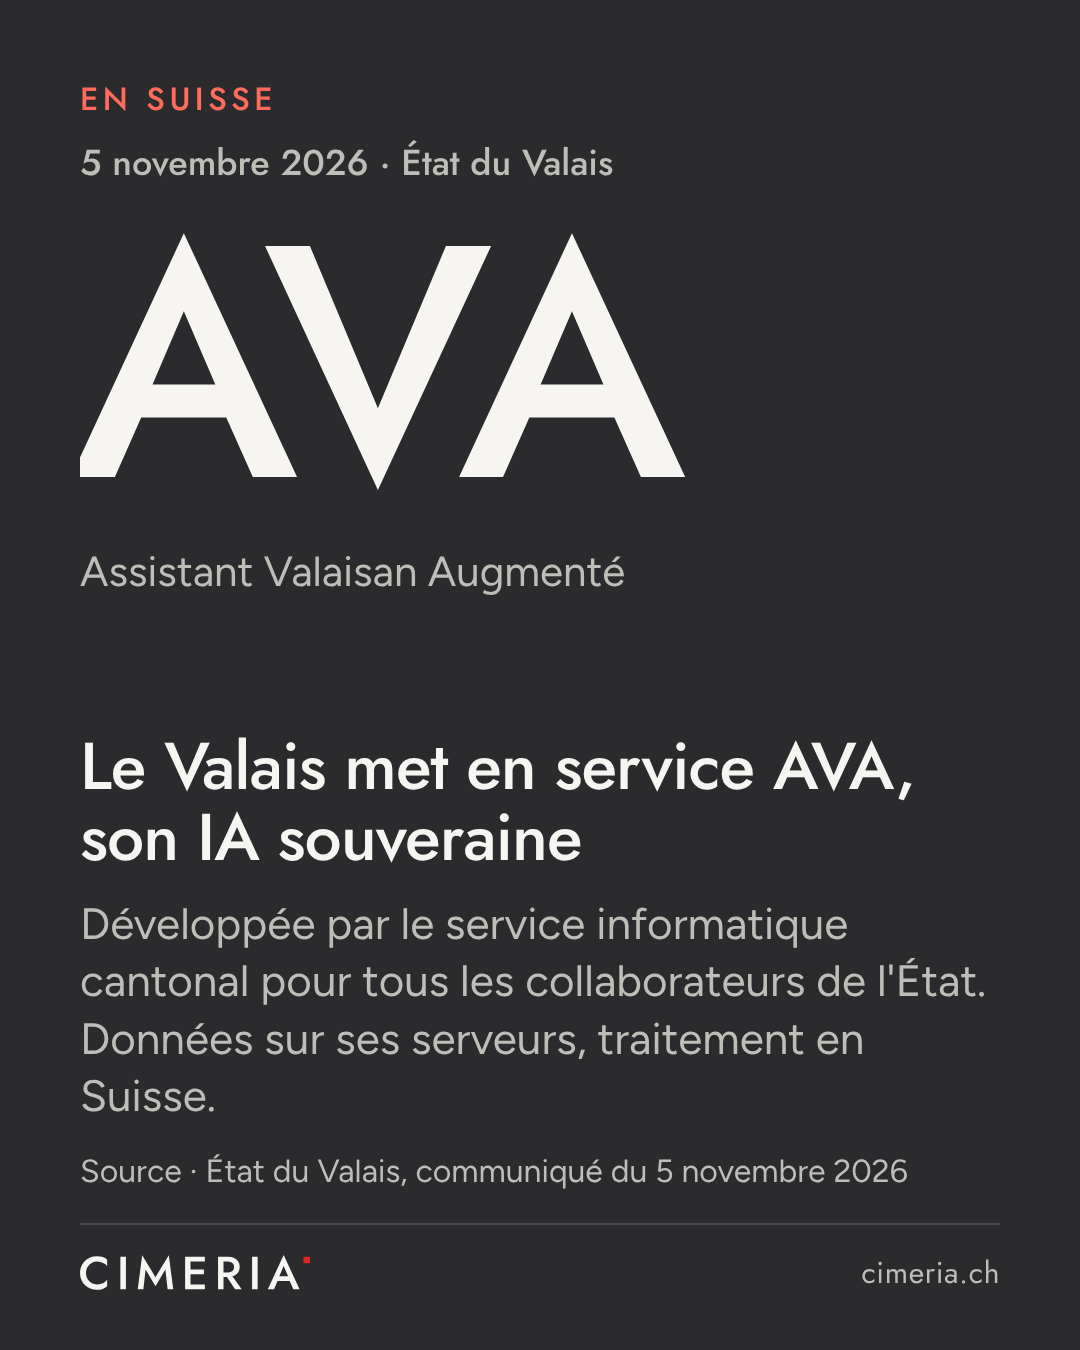 EN SUISSE
5 novembre 2026 · État du Valais
AVA
Assistant Valaisan Augmenté
Le Valais met en service AVA,
son IA souveraine
Développée par le service informatique
cantonal pour tous les collaborateurs de l'État.
Données sur ses serveurs, traitement en
Suisse.
Source · État du Valais, communiqué du 5 novembre 2026
CIMERIA
cimeria.ch